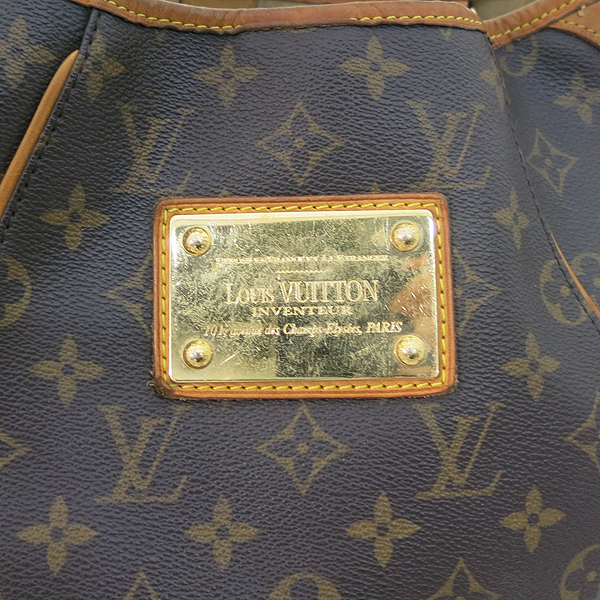 LOUIS VUITTON
INVENTEUR
101, avenue des Champs-Elysées, PARIS